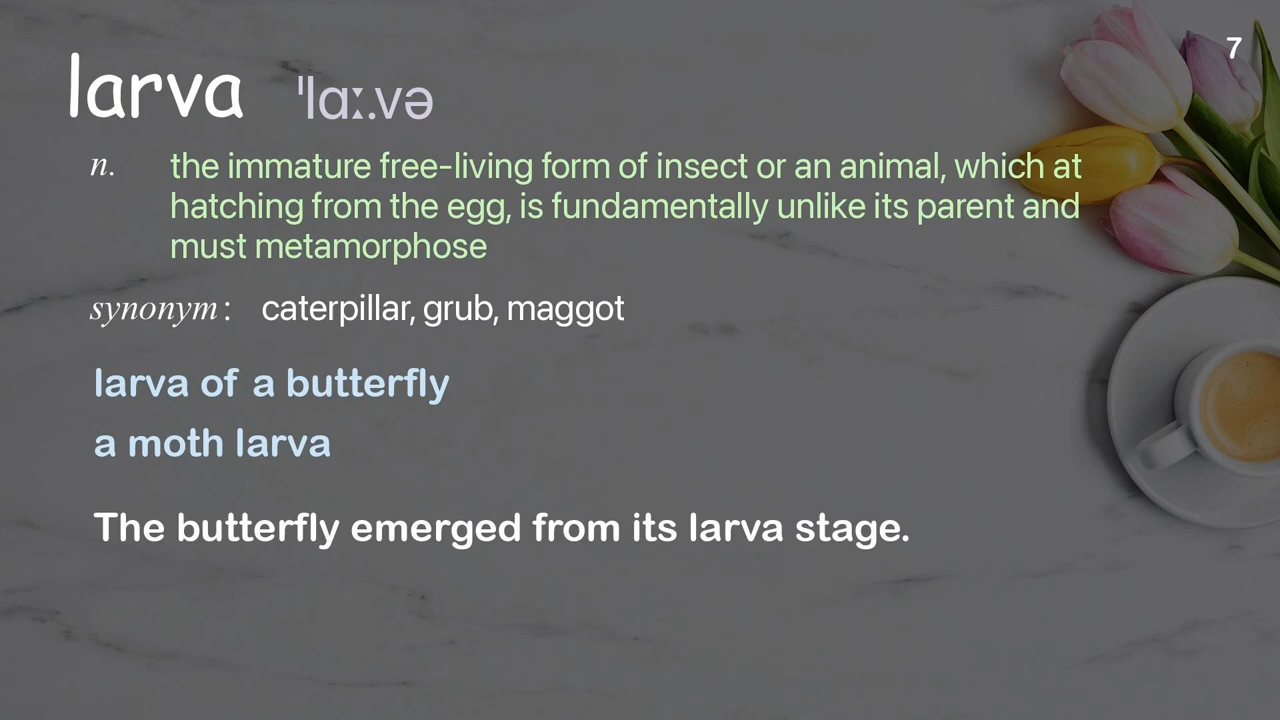 7
larva ˈlɑː.və
n. the immature free-living form of insect or an animal, which at
hatching from the egg, is fundamentally unlike its parent and
must metamorphose
synonym: caterpillar, grub, maggot
larva of a butterfly
a moth larva
The butterfly emerged from its larva stage.